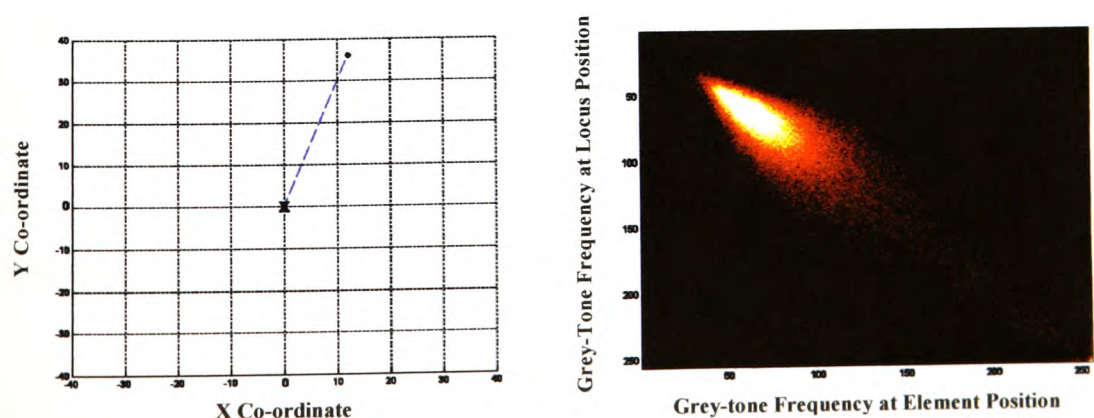 40
30
20
10
0
-10
-20
-30
-40
-40 -30 -20 -10 0 10 20 30 40
Y Co-ordinate
X Co-ordinate
Grey-Tone Frequency at Locus Position
50
100
150
200
250
50 100 150 200 250
Grey-tone Frequency at Element Position